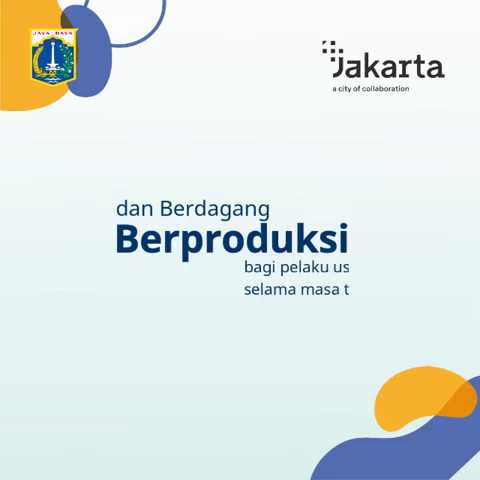 JAYA RAYA
Jakarta
a city of collaboration
dan Berdagang
Berproduksi
bagi pelaku us
selama masa t